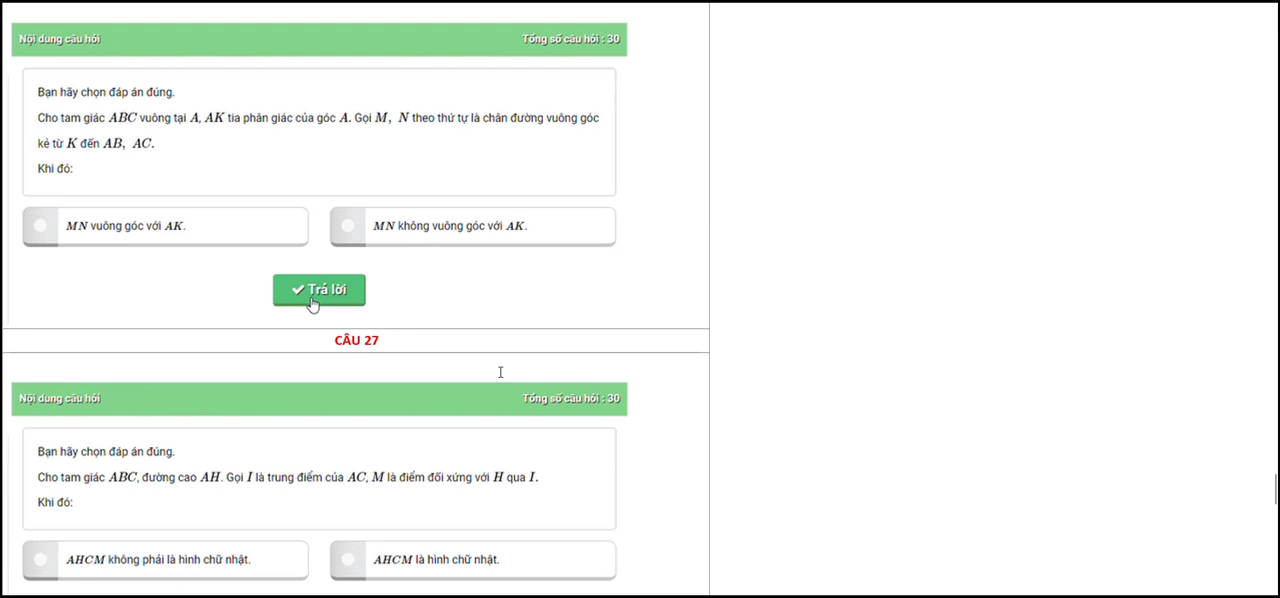 Nội dung câu hỏi Tổng số câu hỏi : 30
Bạn hãy chọn đáp án đúng.
Cho tam giác ABC vuông tại A, AK tia phân giác của góc A. Gọi M, N theo thứ tự là chân đường vuông góc
kẻ từ K đến AB, AC.
Khi đó:
MN vuông góc với AK. MN không vuông góc với AK.
Trả lời
CÂU 27
Nội dung câu hỏi Tổng số câu hỏi : 30
Bạn hãy chọn đáp án đúng.
Cho tam giác ABC, đường cao AH. Gọi I là trung điểm của AC, M là điểm đối xứng với H qua I.
Khi đó:
AHCM không phải là hình chữ nhật. AHCM là hình chữ nhật.